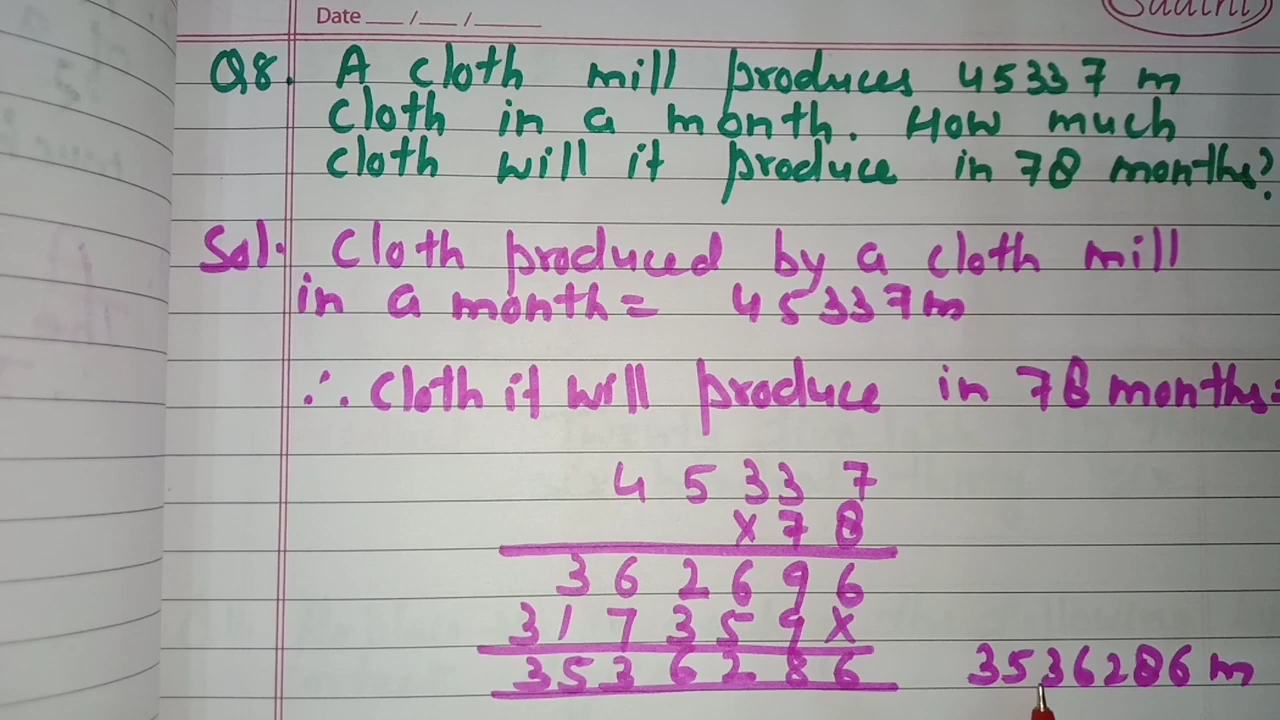 Saathi
Date ___ / ___ / ______
Q8. A cloth mill produces 45337 m
cloth in a month. How much
cloth will it produce in 78 months?
Sol. Cloth produced by a cloth mill
in a month = 45337m
∴ Cloth it will produce in 78 months=
4 5 3 3 7
x 7 8
3 6 2 6 9 6
3 1 7 3 5 9 x
3 5 3 6 2 8 6
3536286 m